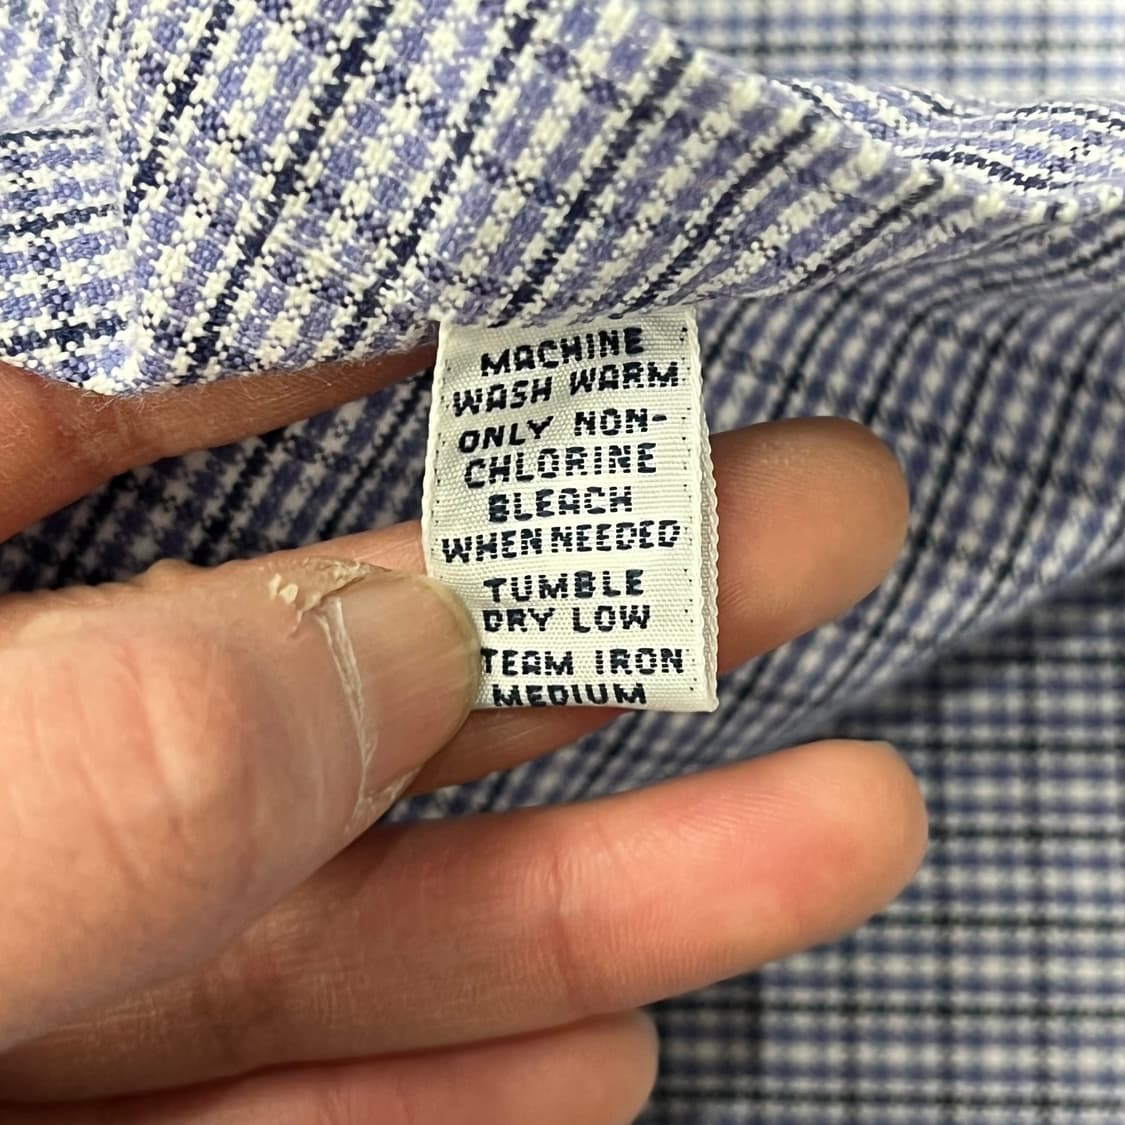 MACHINE
WASH WARM
ONLY NON-
CHLORINE
BLEACH
WHEN NEEDED
TUMBLE
DRY LOW
TEAM IRON
MEDIUM